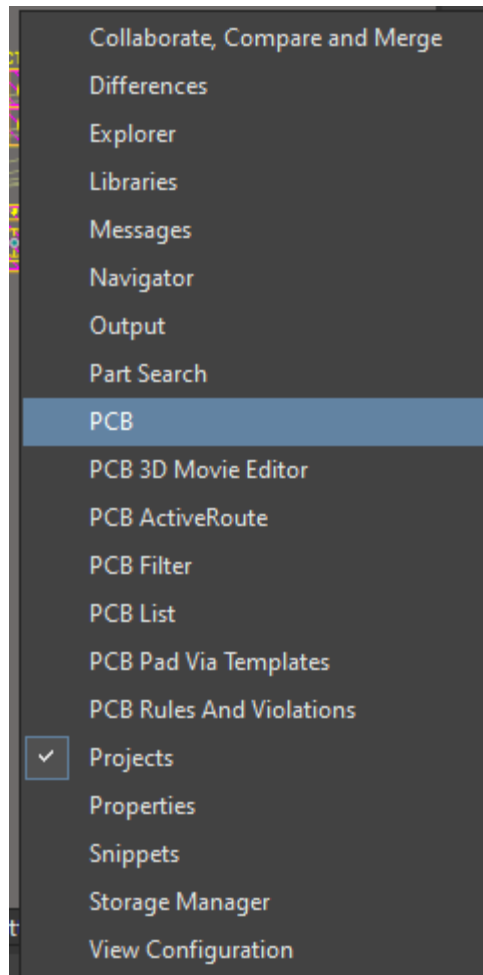 Collaborate, Compare and Merge
Differences
Explorer
Libraries
Messages
Navigator
Output
Part Search
PCB
PCB 3D Movie Editor
PCB ActiveRoute
PCB Filter
PCB List
PCB Pad Via Templates
PCB Rules And Violations
Projects
Properties
Snippets
Storage Manager
View Configuration